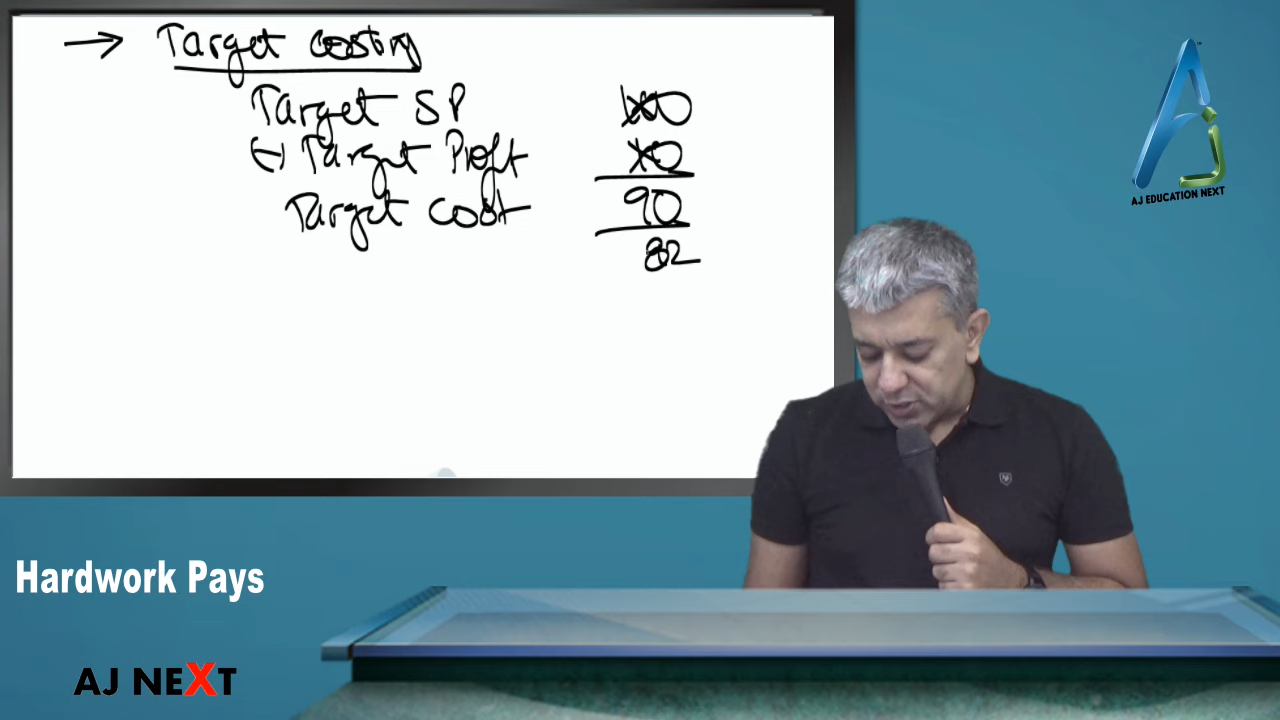 → Target costing
Target SP 100
(-) Target Profit 10
Target cost 90
82
AJ EDUCATION NEXT
Hardwork Pays
AJ NEXT